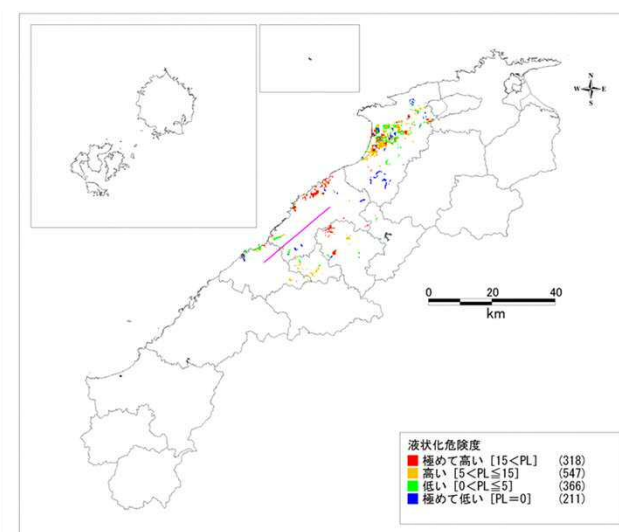 N
W E
S
0 20 40
km
液状化危険度
極めて高い [15<PL] (318)
高い [5<PL≦15] (547)
低い [0<PL≦5] (366)
極めて低い [PL=0] (211)